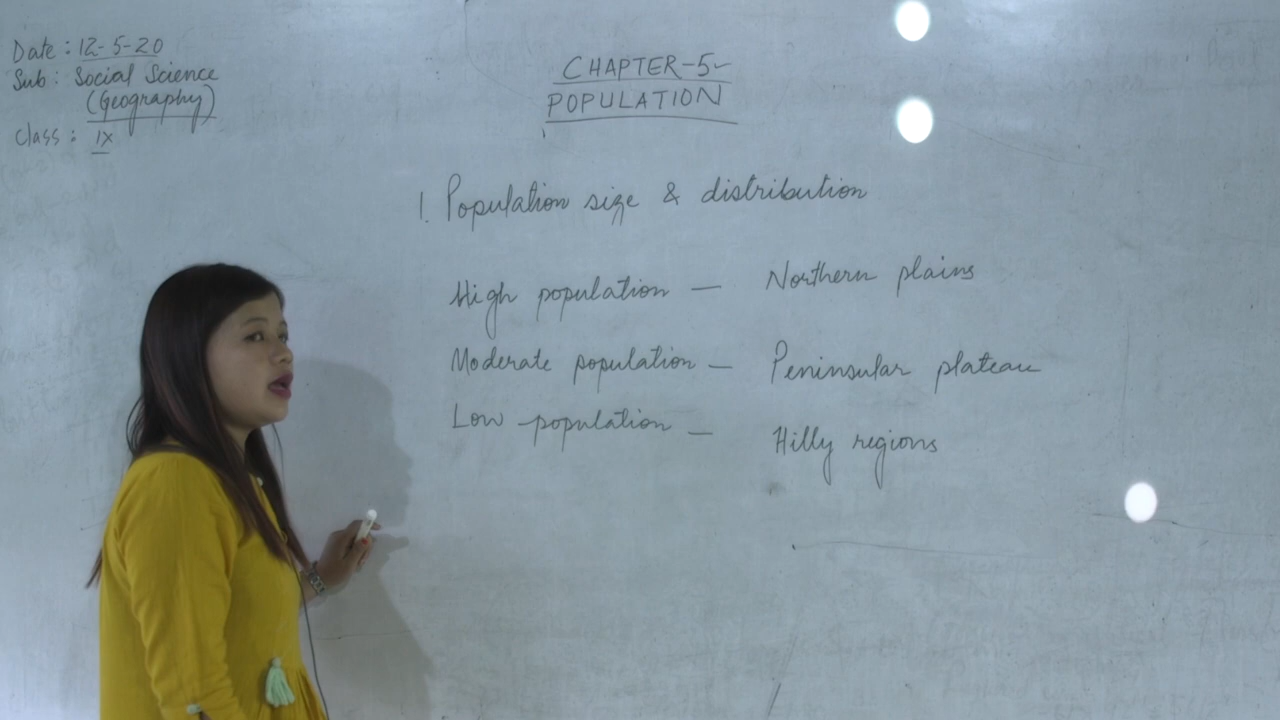 Date : 12-5-20
Sub : Social Science
(Geography)
Class : IX
CHAPTER-5
POPULATION
1. Population size & distribution
High population — Northern plains
Moderate population — Peninsular plateau
Low population — Hilly regions